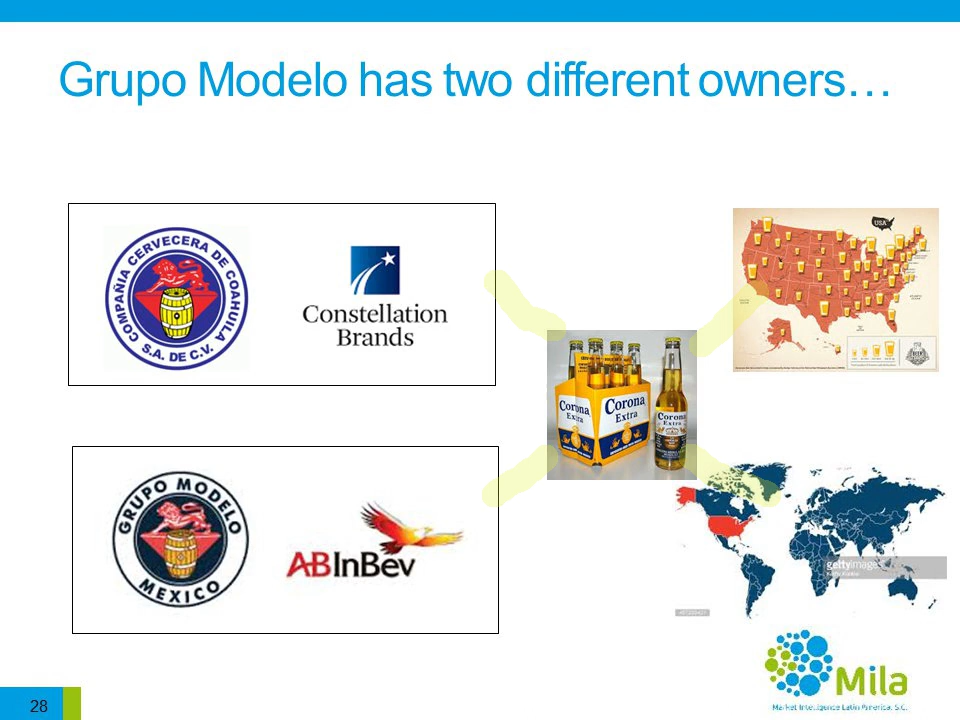 Grupo Modelo has two different owners…
COMPAÑIA CERVECERA DE COAHUILA
S.A. DE C.V.
Constellation
Brands
USA
Corona
Extra
Corona
Extra
Corona
Extra
GRUPO MODELO
MEXICO
ABInBev
gettyimages
Mila
Market Intelligence Latin America, S.C.
28